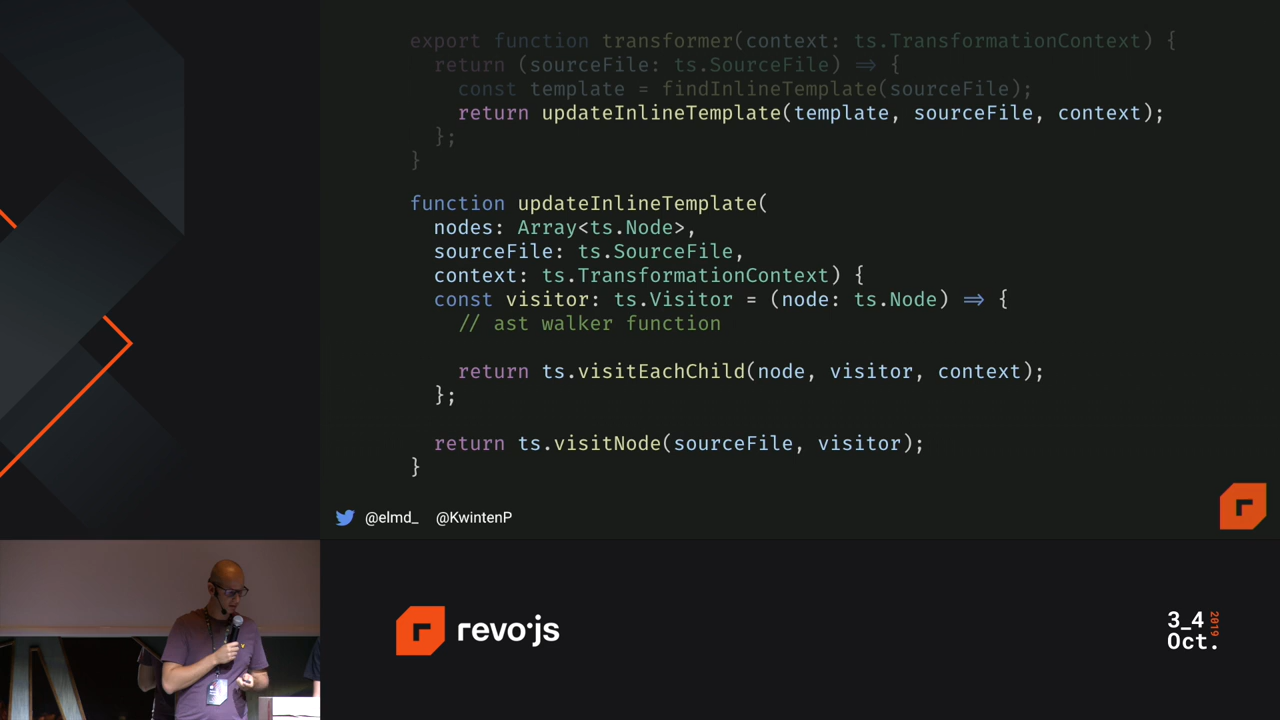 export function transformer(context: ts.TransformationContext) {
return (sourceFile: ts.SourceFile) => {
const template = findInlineTemplate(sourceFile);
return updateInlineTemplate(template, sourceFile, context);
};
}
function updateInlineTemplate(
nodes: Array<ts.Node>,
sourceFile: ts.SourceFile,
context: ts.TransformationContext) {
const visitor: ts.Visitor = (node: ts.Node) => {
// ast walker function
return ts.visitEachChild(node, visitor, context);
};
return ts.visitNode(sourceFile, visitor);
}
@elmd_ @KwintenP
r
r revo·js
3_4 2019
Oct.